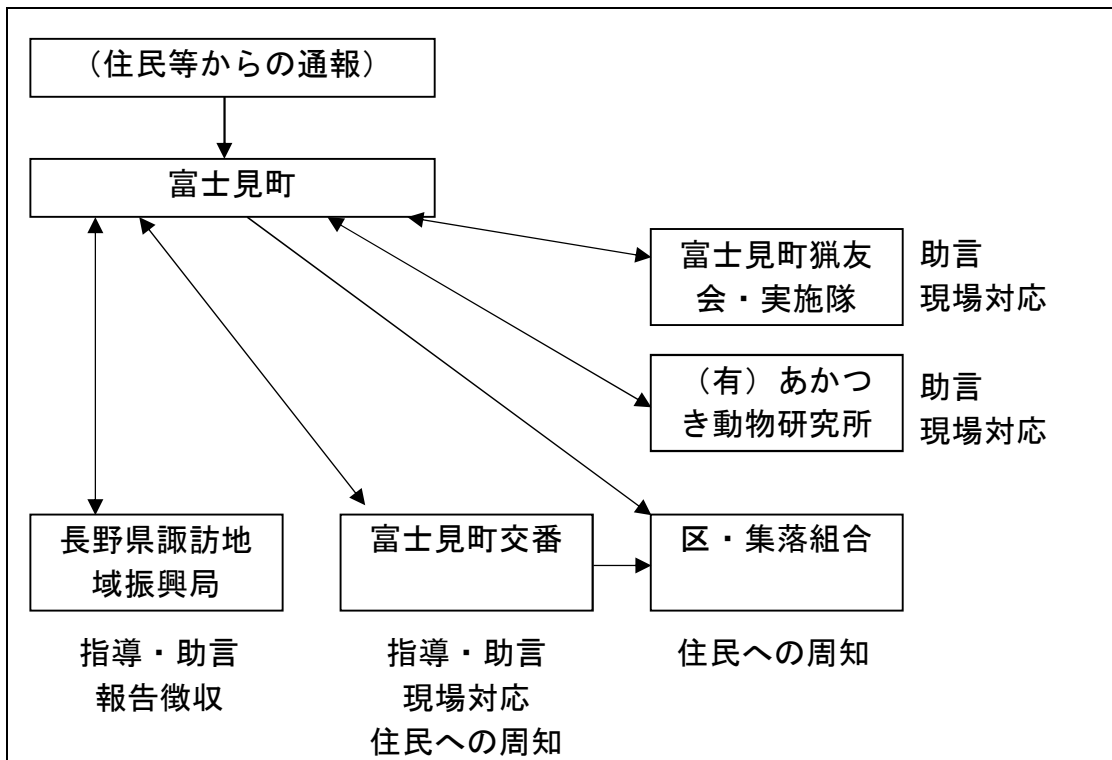 （住民等からの通報）
富士見町
富士見町猟友
会・実施隊
助言
現場対応
（有）あかつ
き動物研究所
助言
現場対応
長野県諏訪地
域振興局
富士見町交番
区・集落組合
指導・助言
報告徴収
指導・助言
現場対応
住民への周知
住民への周知